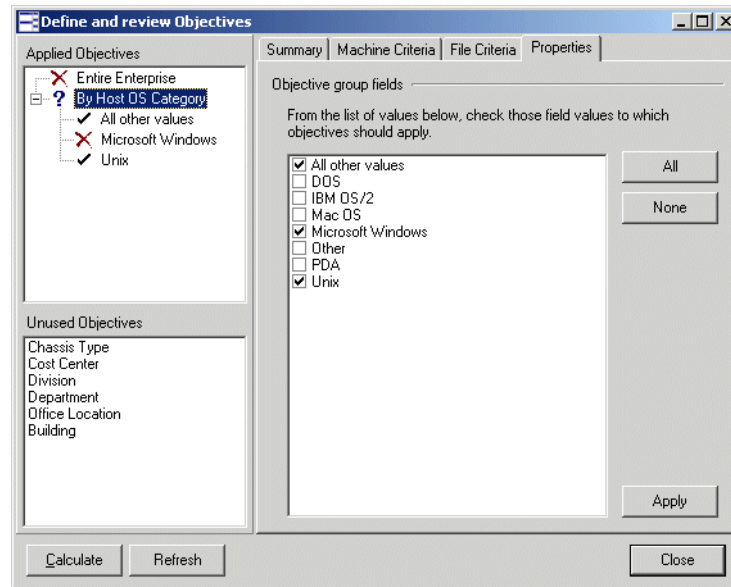 Define and review Objectives
Applied Objectives
Entire Enterprise
? By Host OS Category
All other values
Microsoft Windows
Unix
Unused Objectives
Chassis Type
Cost Center
Division
Department
Office Location
Building
Summary Machine Criteria File Criteria Properties
Objective group fields
From the list of values below, check those field values to which
objectives should apply.
All other values
DOS
IBM OS/2
Mac OS
Microsoft Windows
Other
PDA
Unix
All
None
Apply
Calculate Refresh Close